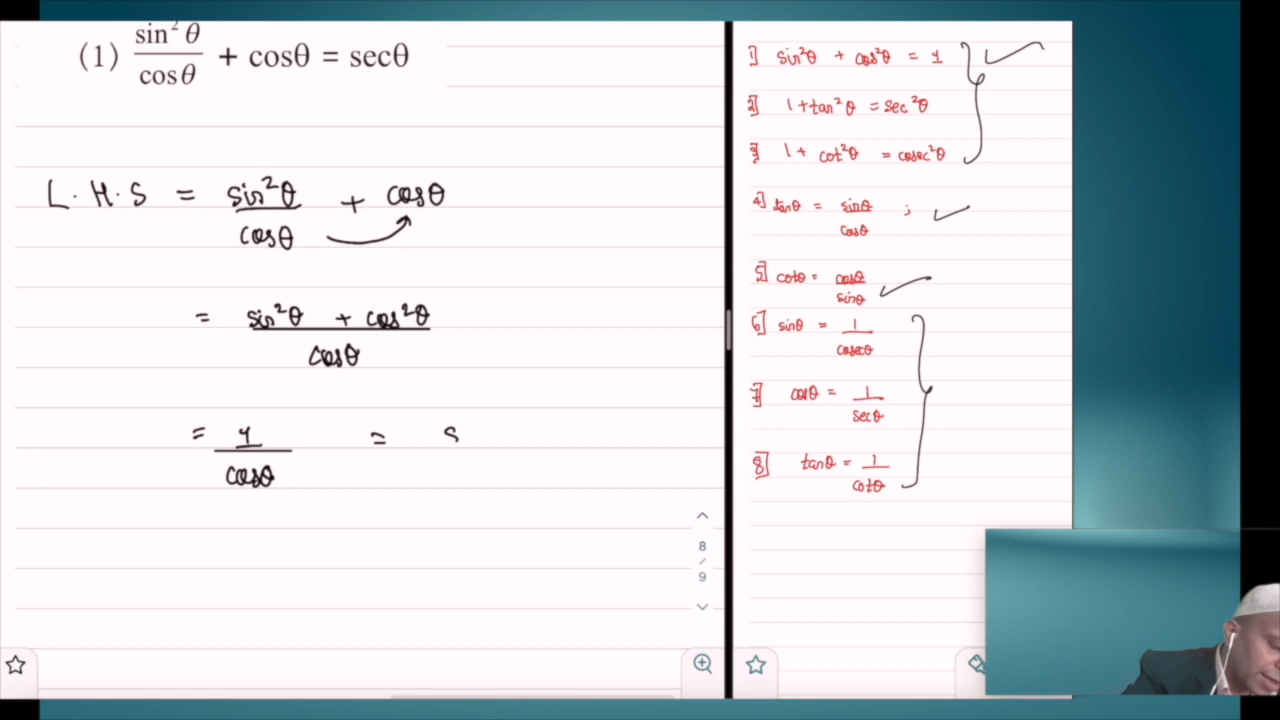 (1) sin²θ/cosθ + cosθ = secθ
L.H.S = sin²θ/cosθ + cosθ
= sin²θ + cos²θ/cosθ
= 1/cosθ = s
8
/
9
1] sin²θ + cos²θ = 1
2] 1+tan²θ = sec²θ
3] 1+ cot²θ = cosec²θ
4] tanθ = sinθ/cosθ ;
5] cotθ = cosθ/sinθ
6] sinθ = 1/cosecθ
7] cosθ = 1/secθ
8] tanθ = 1/cotθ